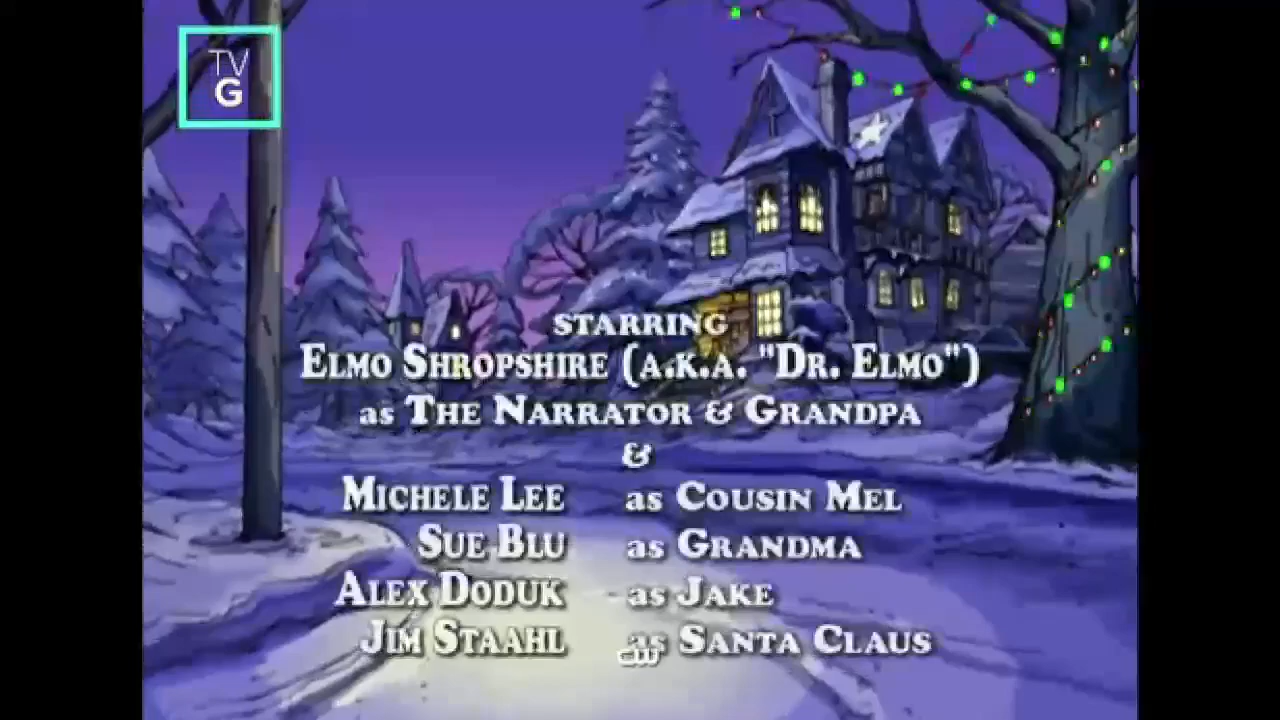 TV
G
STARRING
ELMO SHROPSHIRE (A.K.A. "DR. ELMO")
as THE NARRATOR & GRANDPA
&
MICHELE LEE as COUSIN MEL
SUE BLU as GRANDMA
ALEX DODUK as JAKE
JIM STAAHL as SANTA CLAUS
CW